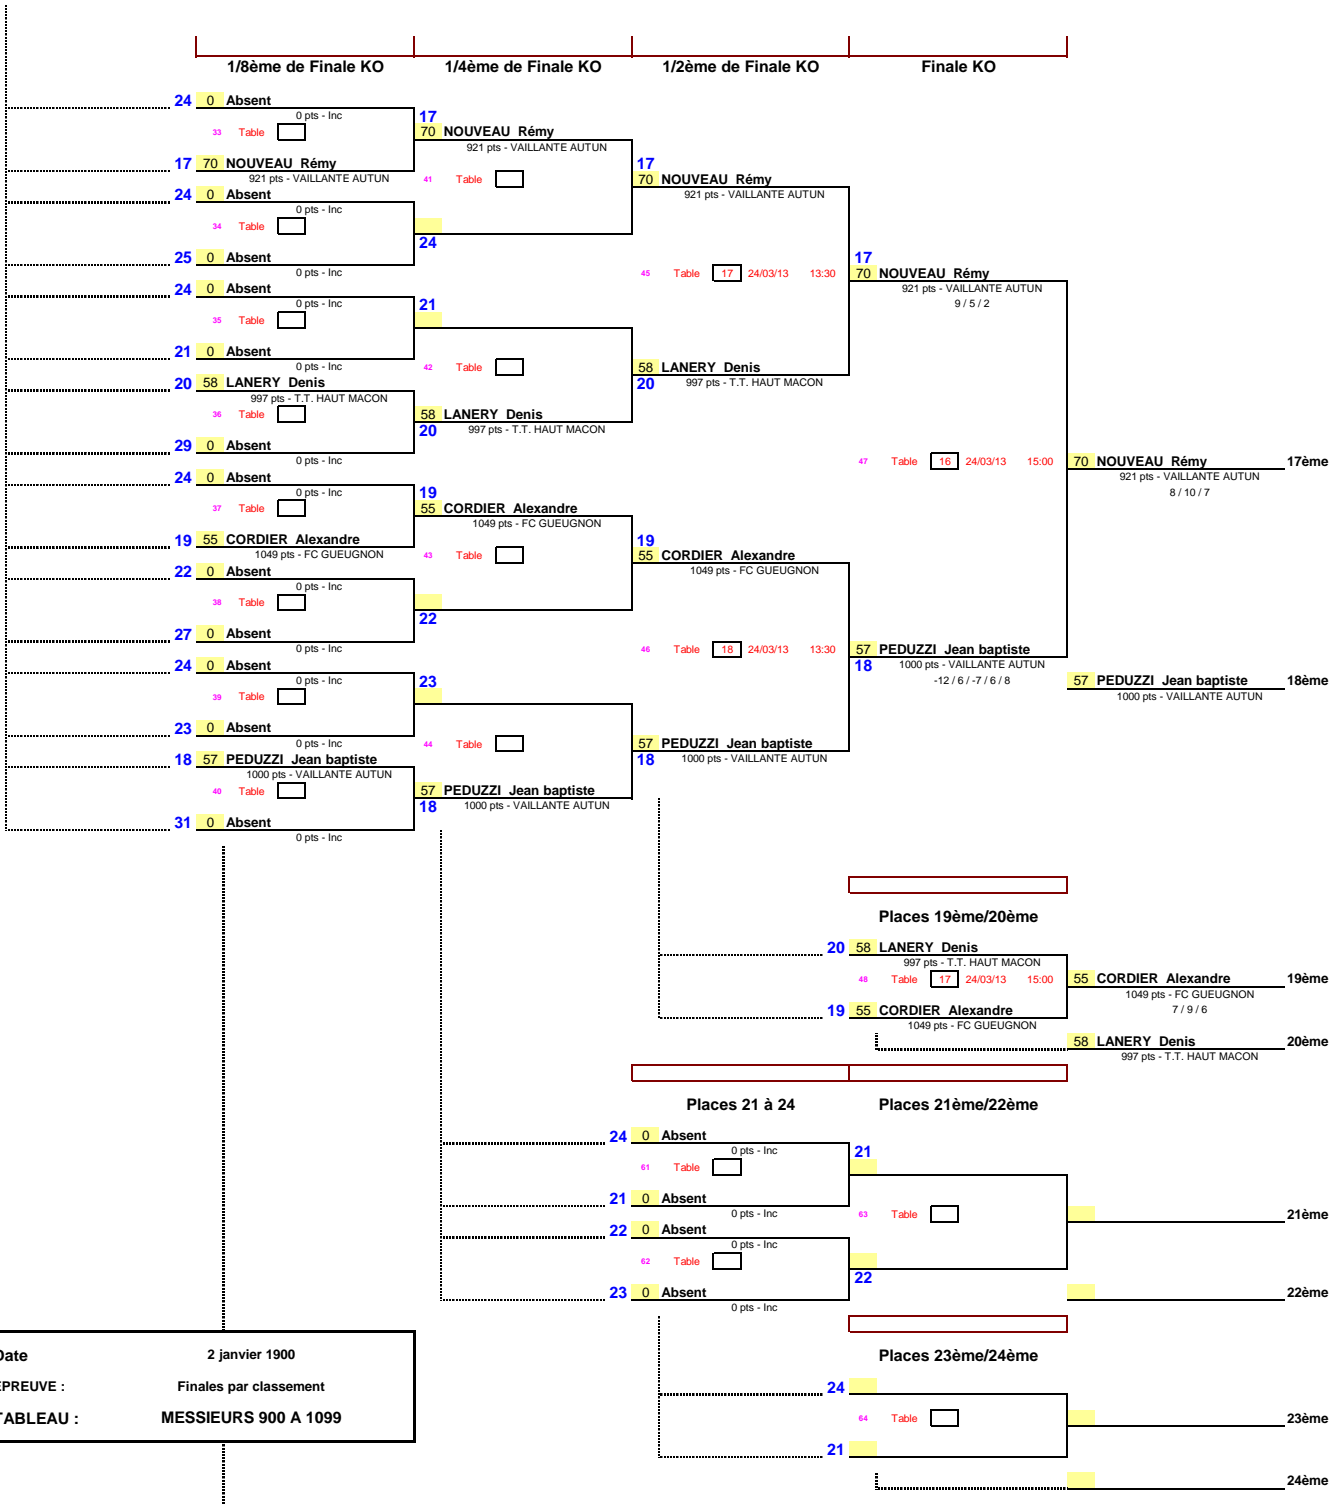 1/8ème de Finale KO 1/4ème de Finale KO 1/2ème de Finale KO Finale KO
24 0 Absent
0 pts - Inc
17
33 Table
70 NOUVEAU Rémy
921 pts - VAILLANTE AUTUN
17 70 NOUVEAU Rémy
17
921 pts - VAILLANTE AUTUN
41 Table
70 NOUVEAU Rémy
24 0 Absent
921 pts - VAILLANTE AUTUN
0 pts - Inc
34 Table
24
25 0 Absent
17
0 pts - Inc
45 Table 17 24/03/13 13:30
70 NOUVEAU Rémy
24 0 Absent
921 pts - VAILLANTE AUTUN
0 pts - Inc
21
9 / 5 / 2
35 Table
21 0 Absent
0 pts - Inc
42 Table
58 LANERY Denis
20 58 LANERY Denis
20
997 pts - T.T. HAUT MACON
997 pts - T.T. HAUT MACON
36 Table
58 LANERY Denis
20
997 pts - T.T. HAUT MACON
29 0 Absent
0 pts - Inc
47 Table 16 24/03/13 15:00
70 NOUVEAU Rémy 17ème
24 0 Absent
921 pts - VAILLANTE AUTUN
0 pts - Inc
19
8 / 10 / 7
37 Table
55 CORDIER Alexandre
1049 pts - FC GUEUGNON
19 55 CORDIER Alexandre
19
1049 pts - FC GUEUGNON
43 Table
55 CORDIER Alexandre
22 0 Absent
1049 pts - FC GUEUGNON
0 pts - Inc
38 Table
22
27 0 Absent
0 pts - Inc
46 Table 18 24/03/13 13:30
57 PEDUZZI Jean baptiste
24 0 Absent
18
1000 pts - VAILLANTE AUTUN
0 pts - Inc
23
-12 / 6 / -7 / 6 / 8
57 PEDUZZI Jean baptiste 18ème
39 Table
1000 pts - VAILLANTE AUTUN
23 0 Absent
0 pts - Inc
44 Table
57 PEDUZZI Jean baptiste
18 57 PEDUZZI Jean baptiste
18
1000 pts - VAILLANTE AUTUN
1000 pts - VAILLANTE AUTUN
40 Table
57 PEDUZZI Jean baptiste
18
1000 pts - VAILLANTE AUTUN
31 0 Absent
0 pts - Inc
Places 19ème/20ème
20 58 LANERY Denis
997 pts - T.T. HAUT MACON
48 Table 17 24/03/13 15:00
55 CORDIER Alexandre 19ème
1049 pts - FC GUEUGNON
7 / 9 / 6
19 55 CORDIER Alexandre
1049 pts - FC GUEUGNON
58 LANERY Denis 20ème
997 pts - T.T. HAUT MACON
Places 21 à 24 Places 21ème/22ème
24 0 Absent
0 pts - Inc
21
61 Table
21 0 Absent
0 pts - Inc
63 Table
21ème
22 0 Absent
0 pts - Inc
62 Table
22
23 0 Absent
22ème
0 pts - Inc
Date 2 janvier 1900
Places 23ème/24ème
EPREUVE : Finales par classement
24
TABLEAU : MESSIEURS 900 A 1099
64 Table
23ème
21
24ème